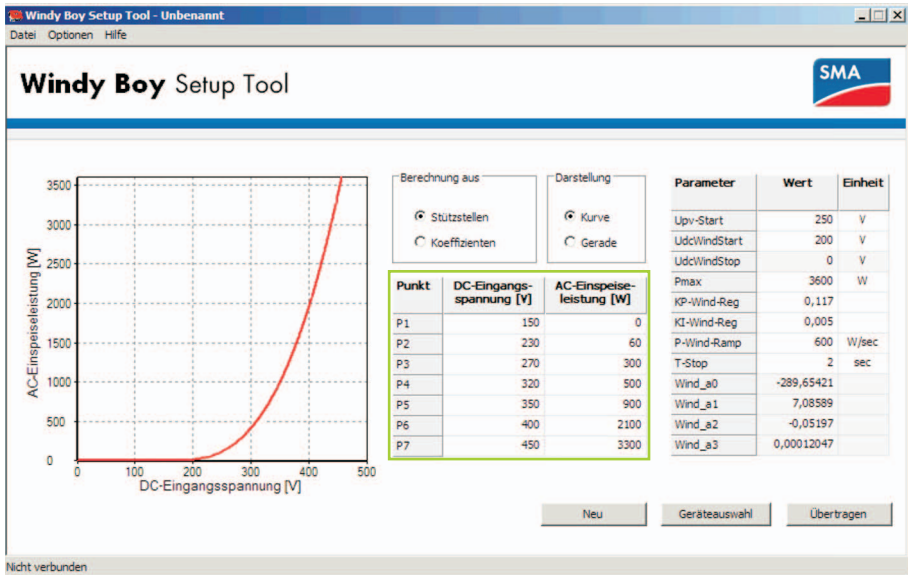 Windy Boy Setup Tool - Unbenannt
Datei Optionen Hilfe
Windy Boy Setup Tool
SMA
3500
3000
2500
2000
1500
1000
500
0
AC-Einspeiseleistung [W]
0 100 200 300 400 500
DC-Eingangsspannung [V]
Berechnung aus
Stützstellen
Koeffizienten
Darstellung
Kurve
Gerade
Punkt DC-Eingangs-spannung [V] AC-Einspeise-leistung [W]
P1 150 0
P2 230 60
P3 270 300
P4 320 500
P5 350 900
P6 400 2100
P7 450 3300
Parameter Wert Einheit
Upv-Start 250 V
UdcWindStart 200 V
UdcWindStop 0 V
Pmax 3600 W
KP-Wind-Reg 0,117
KI-Wind-Reg 0,005
P-Wind-Ramp 600 W/sec
T-Stop 2 sec
Wind_a0 -289,65421
Wind_a1 7,08589
Wind_a2 -0,05197
Wind_a3 0,00012047
Neu Geräteauswahl Übertragen
Nicht verbunden